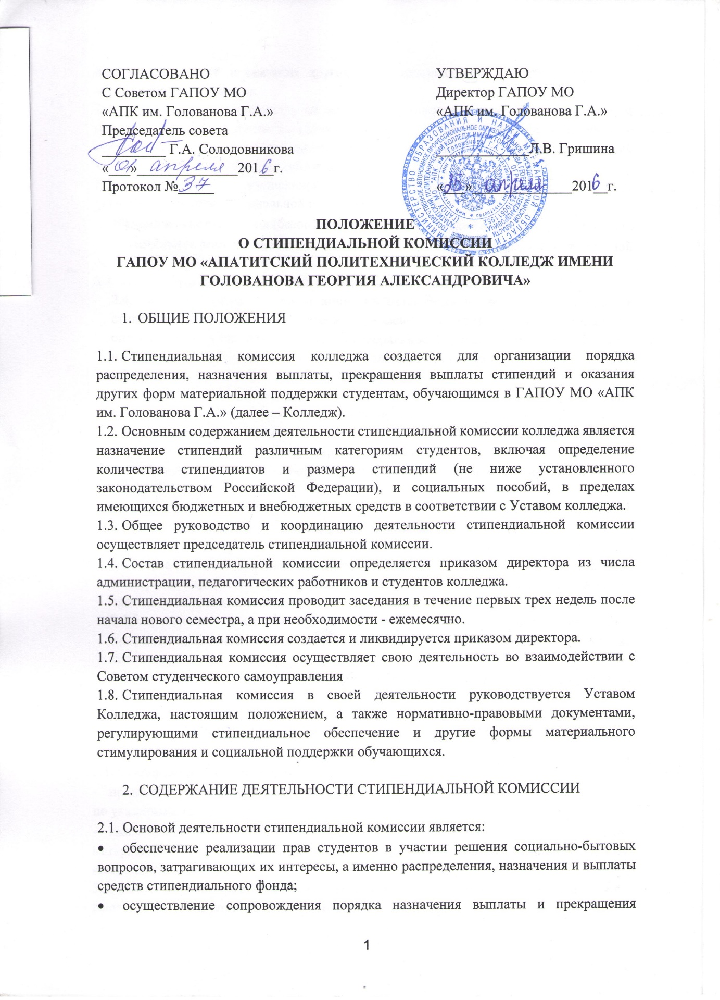 СОГЛАСОВАНО
С Советом ГАПОУ МО
«АПК им. Голованова Г.А.»
Председатель совета
_________ Г.А. Солодовникова
«01» апреля 2016 г.
Протокол № 37
УТВЕРЖДАЮ
Директор ГАПОУ МО
«АПК им. Голованова Г.А.»
_____________Л.В. Гришина
« » апреля 2016 г.
МИНИСТЕРСТВО ОБРАЗОВАНИЯ И НАУКИ МУРМАНСКОЙ ОБЛАСТИ
ПОЛОЖЕНИЕ
О СТИПЕНДИАЛЬНОЙ КОМИССИИ
ГАПОУ МО «АПАТИТСКИЙ ПОЛИТЕХНИЧЕСКИЙ КОЛЛЕДЖ ИМЕНИ
ГОЛОВАНОВА ГЕОРГИЯ АЛЕКСАНДРОВИЧА»
1. ОБЩИЕ ПОЛОЖЕНИЯ
1.1. Стипендиальная комиссия колледжа создается для организации порядка
распределения, назначения выплаты, прекращения выплаты стипендий и оказания
других форм материальной поддержки студентам, обучающимся в ГАПОУ МО «АПК
им. Голованова Г.А.» (далее – Колледж).
1.2. Основным содержанием деятельности стипендиальной комиссии колледжа является
назначение стипендий различным категориям студентов, включая определение
количества стипендиатов и размера стипендий (не ниже установленного
законодательством Российской Федерации), и социальных пособий, в пределах
имеющихся бюджетных и внебюджетных средств в соответствии с Уставом колледжа.
1.3. Общее руководство и координацию деятельности стипендиальной комиссии
осуществляет председатель стипендиальной комиссии.
1.4. Состав стипендиальной комиссии определяется приказом директора из числа
администрации, педагогических работников и студентов колледжа.
1.5. Стипендиальная комиссия проводит заседания в течение первых трех недель после
начала нового семестра, а при необходимости - ежемесячно.
1.6. Стипендиальная комиссия создается и ликвидируется приказом директора.
1.7. Стипендиальная комиссия осуществляет свою деятельность во взаимодействии с
Советом студенческого самоуправления
1.8. Стипендиальная комиссия в своей деятельности руководствуется Уставом
Колледжа, настоящим положением, а также нормативно-правовыми документами,
регулирующими стипендиальное обеспечение и другие формы материального
стимулирования и социальной поддержки обучающихся.
2. СОДЕРЖАНИЕ ДЕЯТЕЛЬНОСТИ СТИПЕНДИАЛЬНОЙ КОМИССИИ
2.1. Основой деятельности стипендиальной комиссии является:
• обеспечение реализации прав студентов в участии решения социально-бытовых
вопросов, затрагивающих их интересы, а именно распределения, назначения и выплаты
средств стипендиального фонда;
• осуществление сопровождения порядка назначения выплаты и прекращения
1